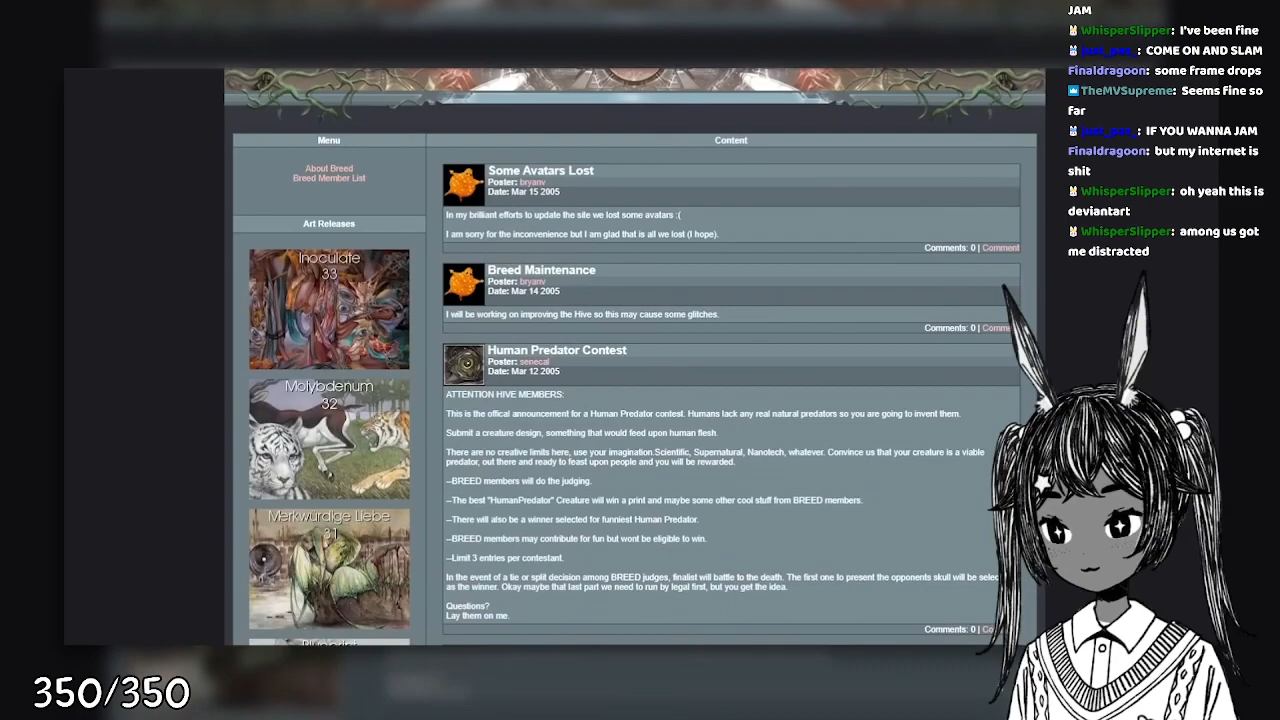 Menu
About Breed
Breed Member List
Art Releases
Inoculate
33
Molybdenum
32
Merkwurdige Liebe
31
Content
Some Avatars Lost
Poster: bryanv
Date: Mar 15 2005
In my brilliant efforts to update the site we lost some avatars :(
I am sorry for the inconvenience but I am glad that is all we lost (I hope).
Comments: 0 | Comment
Breed Maintenance
Poster: bryanv
Date: Mar 14 2005
I will be working on improving the Hive so this may cause some glitches.
Comments: 0 | Comme
Human Predator Contest
Poster: senecal
Date: Mar 12 2005
ATTENTION HIVE MEMBERS:
This is the offical announcement for a Human Predator contest. Humans lack any real natural predators so you are going to invent them.
Submit a creature design, something that would feed upon human flesh.
There are no creative limits here, use your imagination.Scientific, Supernatural, Nanotech, whatever. Convince us that your creature is a viable
predator, out there and ready to feast upon people and you will be rewarded.
--BREED members will do the judging.
--The best "HumanPredator" Creature will win a print and maybe some other cool stuff from BREED members.
--There will also be a winner selected for funniest Human Predator.
--BREED members may contribute for fun but wont be eligible to win.
--Limit 3 entries per contestant.
In the event of a tie or split decision among BREED judges, finalist will battle to the death. The first one to present the opponents skull will be selec
as the winner. Okay maybe that last part we need to run by legal first, but you get the idea.
Questions?
Lay them on me.
Comments: 0 | Co
JAM
WhisperSlipper: I've been fine
: COME ON AND SLAM
Finaldragoon: some frame drops
TheMVSupreme: Seems fine so
far
: IF YOU WANNA JAM
Finaldragoon: but my internet is
shit
WhisperSlipper: oh yeah this is
deviantart
WhisperSlipper: among us got
me distracted
350/350